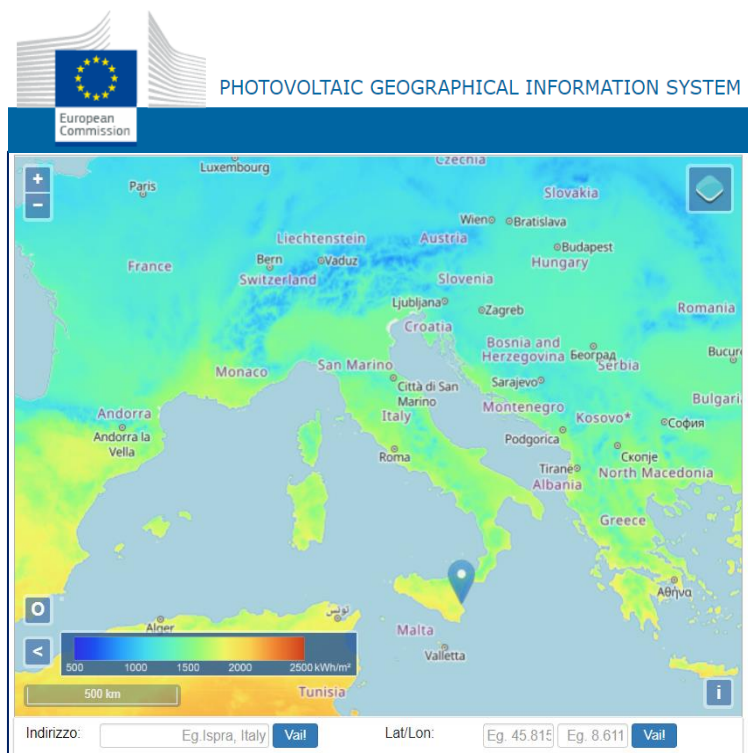 PHOTOVOLTAIC GEOGRAPHICAL INFORMATION SYSTEM
European
Commission
+
−
Luxembourg
Czechia
Paris
Slovakia
Wien
Bratislava
Liechtenstein
Austria
Budapest
France
Bern
Vaduz
Hungary
Switzerland
Slovenia
Ljubljana
Zagreb
Romania
Croatia
Bosnia and
Herzegovina
Београд
Serbia
Bucur
Monaco
San Marino
Città di San
Marino
Sarajevo
Italy
Montenegro
Kosovo*
Bulgari
София
Andorra
Andorra la
Vella
Roma
Podgorica
Скопје
Tiranë
North Macedonia
Albania
Greece
Αθήνα
O
Alger
تونس
Malta
<
500 1000 1500 2000 2500 kWh/m²
Valletta
500 km
Tunisia
i
Indirizzo: Eg.Ispra, Italy Vai! Lat/Lon: Eg. 45.815 Eg. 8.611 Vai!